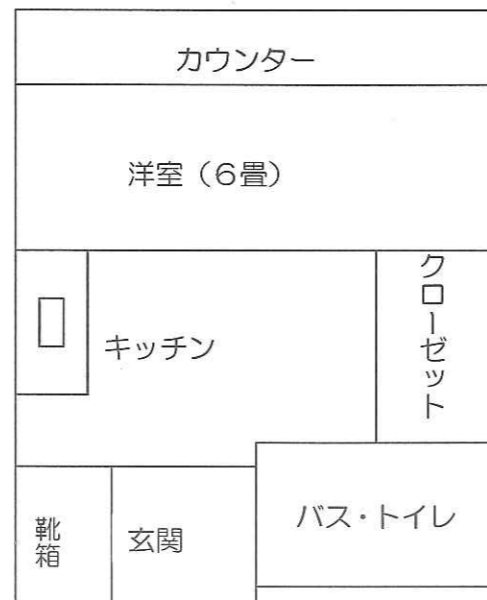 カウンター
洋室（6畳）
クローゼット
キッチン
バス・トイレ
靴箱
玄関